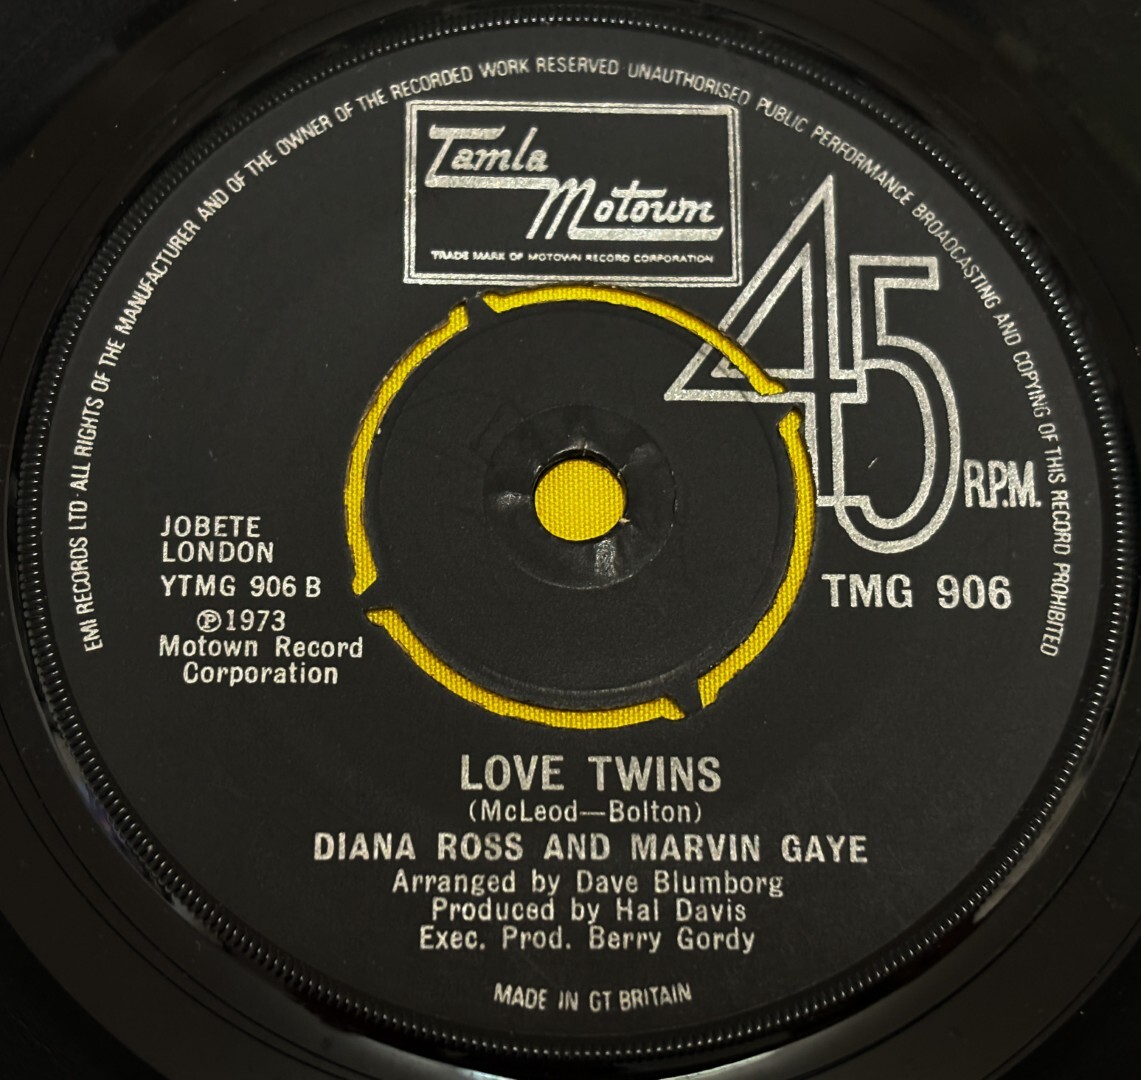 EMI RECORDS LTD · ALL RIGHTS OF THE MANUFACTURER AND OF THE OWNER OF THE RECORDED WORK RESERVED · UNAUTHORISED PUBLIC PERFORMANCE BROADCASTING AND COPYING OF THIS RECORD PROHIBITED
Tamla
Motown
TRADE MARK OF MOTOWN RECORD CORPORATION
45
R.P.M.
JOBETE
LONDON
YTMG 906 B
℗1973
Motown Record
Corporation
TMG 906
LOVE TWINS
(McLeod—Bolton)
DIANA ROSS AND MARVIN GAYE
Arranged by Dave Blumborg
Produced by Hal Davis
Exec. Prod. Berry Gordy
MADE IN GT BRITAIN